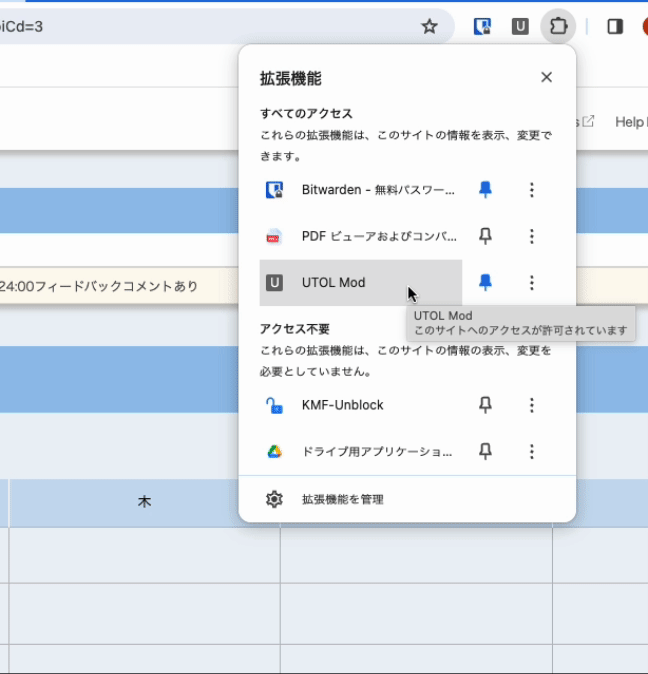 iCd=3
U
拡張機能
すべてのアクセス
これらの拡張機能は、このサイトの情報を表示、変更で
きます。
s
Help
Bitwarden - 無料パスワー...
PDF ビューアおよびコンパ...
U UTOL Mod
24:00フィードバックコメントあり
UTOL Mod
このサイトへのアクセスが許可されています
アクセス不要
これらの拡張機能は、このサイトの情報の表示、変更を
必要としていません。
KMF-Unblock
ドライブ用アプリケーショ...
拡張機能を管理
木